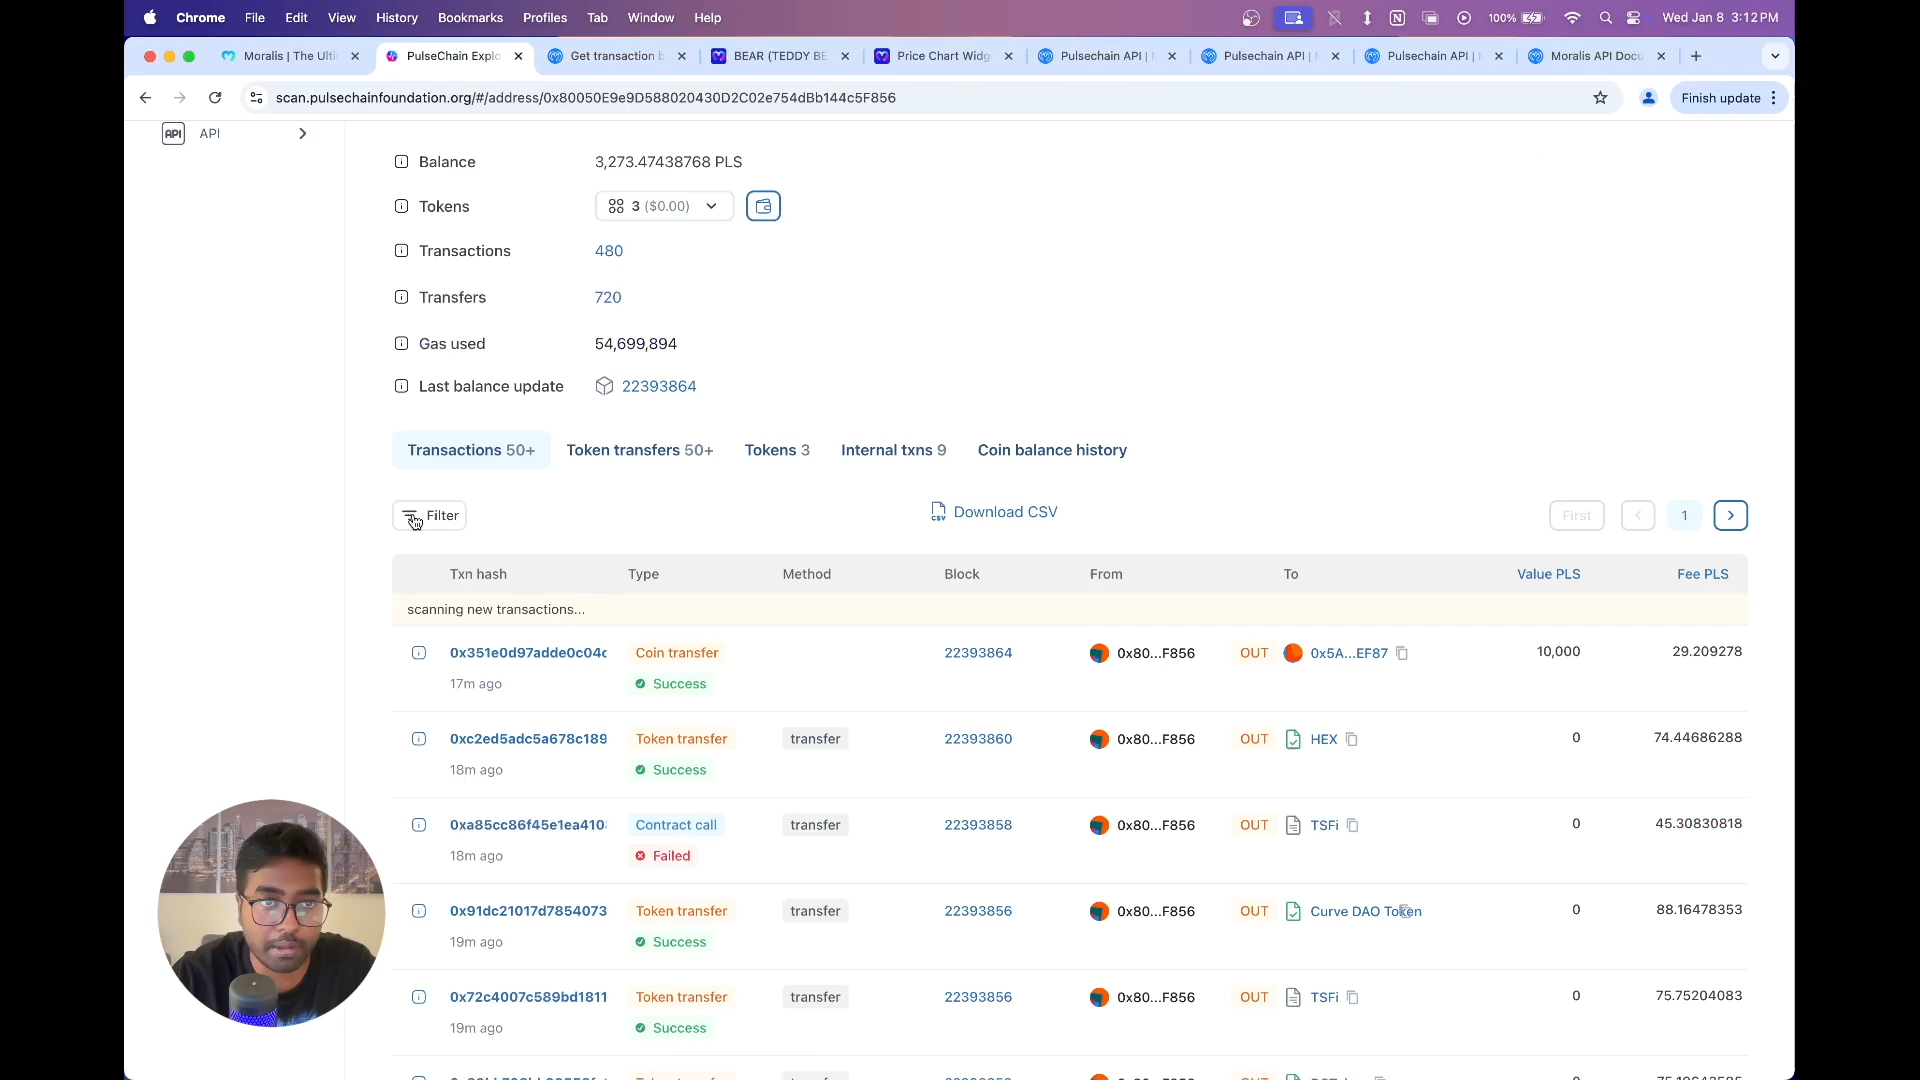 Chrome File Edit View History Bookmarks Profiles Tab Window Help 100% Wed Jan 8 3:12 PM
Moralis | The Ulti PulseChain Explo Get transaction b BEAR (TEDDY BE Price Chart Widg Pulsechain API | Pulsechain API | Pulsechain API | Moralis API Docu
scan.pulsechainfoundation.org/#/address/0x80050E9e9D588020430D2C02e754dBb144c5F856 Finish update
API API
Balance 3,273.47438768 PLS
Tokens 3 ($0.00)
Transactions 480
Transfers 720
Gas used 54,699,894
Last balance update 22393864
Transactions 50+ Token transfers 50+ Tokens 3 Internal txns 9 Coin balance history
Filter CSV Download CSV First 1
Txn hash Type Method Block From To Value PLS Fee PLS
scanning new transactions...
0x351e0d97adde0c04c Coin transfer 22393864 0x80...F856 OUT 0x5A...EF87 10,000 29.209278
17m ago Success
0xc2ed5adc5a678c189 Token transfer transfer 22393860 0x80...F856 OUT HEX 0 74.44686288
18m ago Success
0xa85cc86f45e1ea410 Contract call transfer 22393858 0x80...F856 OUT TSFi 0 45.30830818
18m ago Failed
0x91dc21017d7854073 Token transfer transfer 22393856 0x80...F856 OUT Curve DAO Token 0 88.16478353
19m ago Success
0x72c4007c589bd1811 Token transfer transfer 22393856 0x80...F856 OUT TSFi 0 75.75204083
19m ago Success